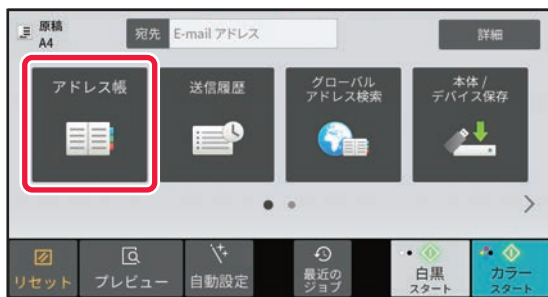 原稿
A4
宛先
E-mail アドレス
詳細
アドレス帳
送信履歴
グローバル
アドレス検索
本体 /
デバイス保存
リセット
プレビュー
自動設定
最近の
ジョブ
白黒
スタート
カラー
スタート